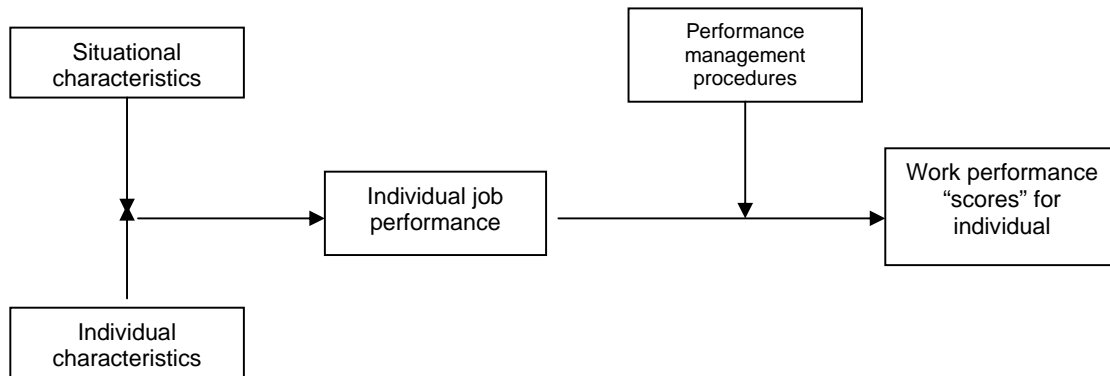 Situational
characteristics
Performance
management
procedures
Individual job
performance
Work performance
“scores” for
individual
Individual
characteristics